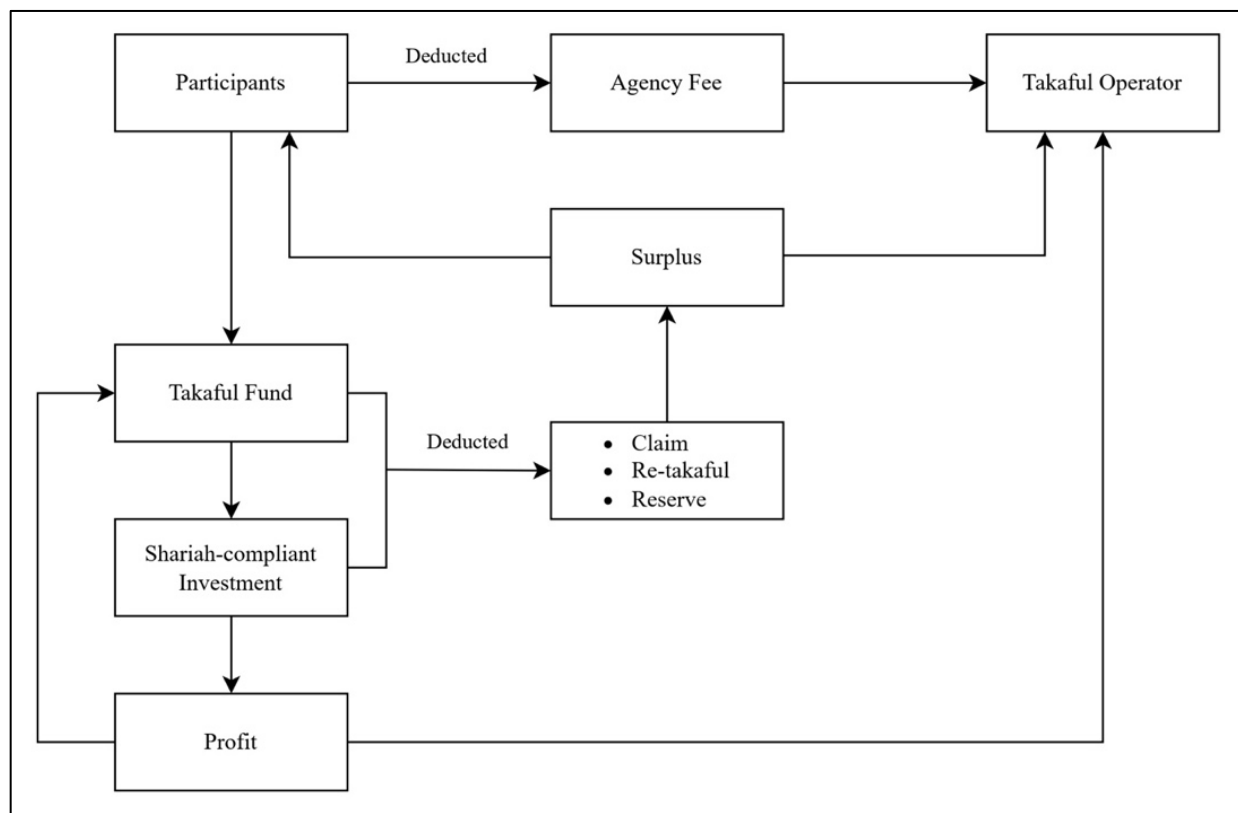 Participants
Deducted
Agency Fee
Takaful Operator
Surplus
Takaful Fund
Deducted
• Claim
• Re-takaful
• Reserve
Shariah-compliant
Investment
Profit